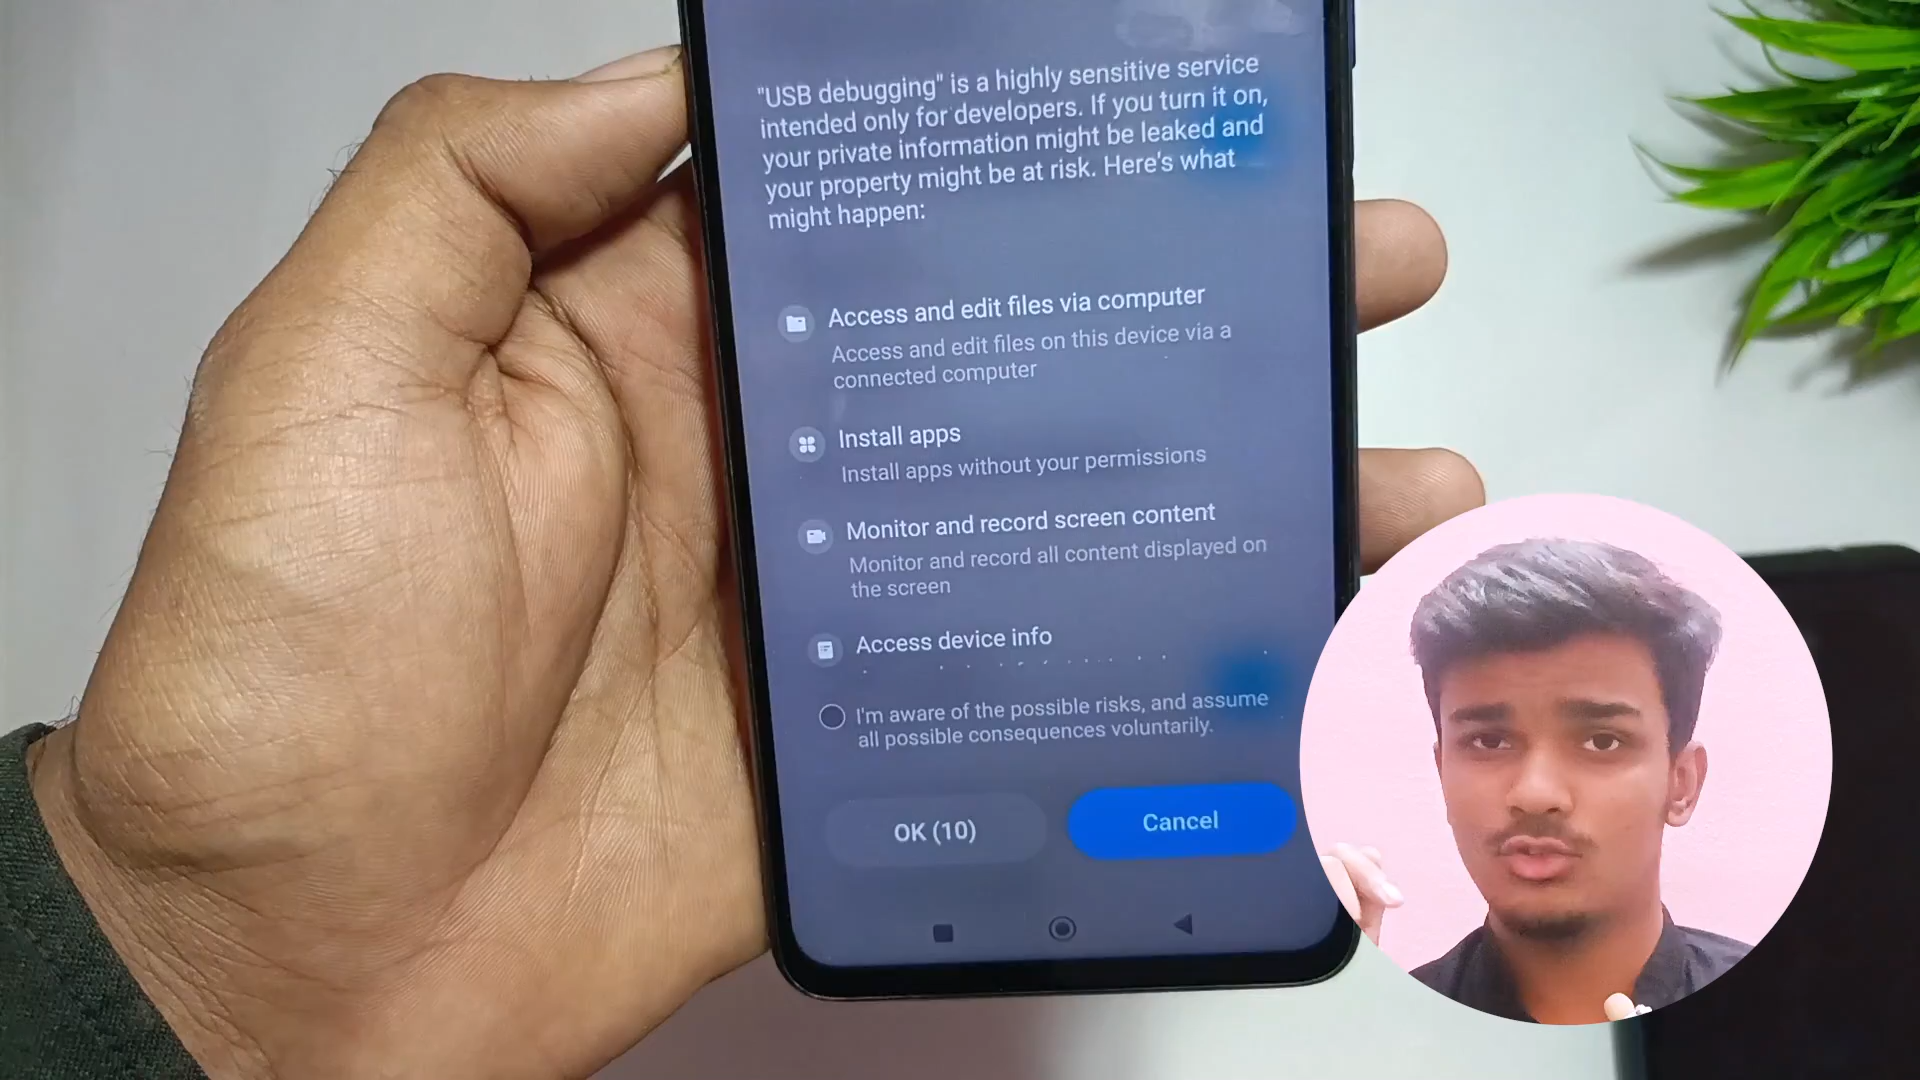 "USB debugging" is a highly sensitive service
intended only for developers. If you turn it on,
your private information might be leaked and
your property might be at risk. Here's what
might happen:
Access and edit files via computer
Access and edit files on this device via a
connected computer
Install apps
Install apps without your permissions
Monitor and record screen content
Monitor and record all content displayed on
the screen
Access device info
I'm aware of the possible risks, and assume
all possible consequences voluntarily.
OK (10)
Cancel